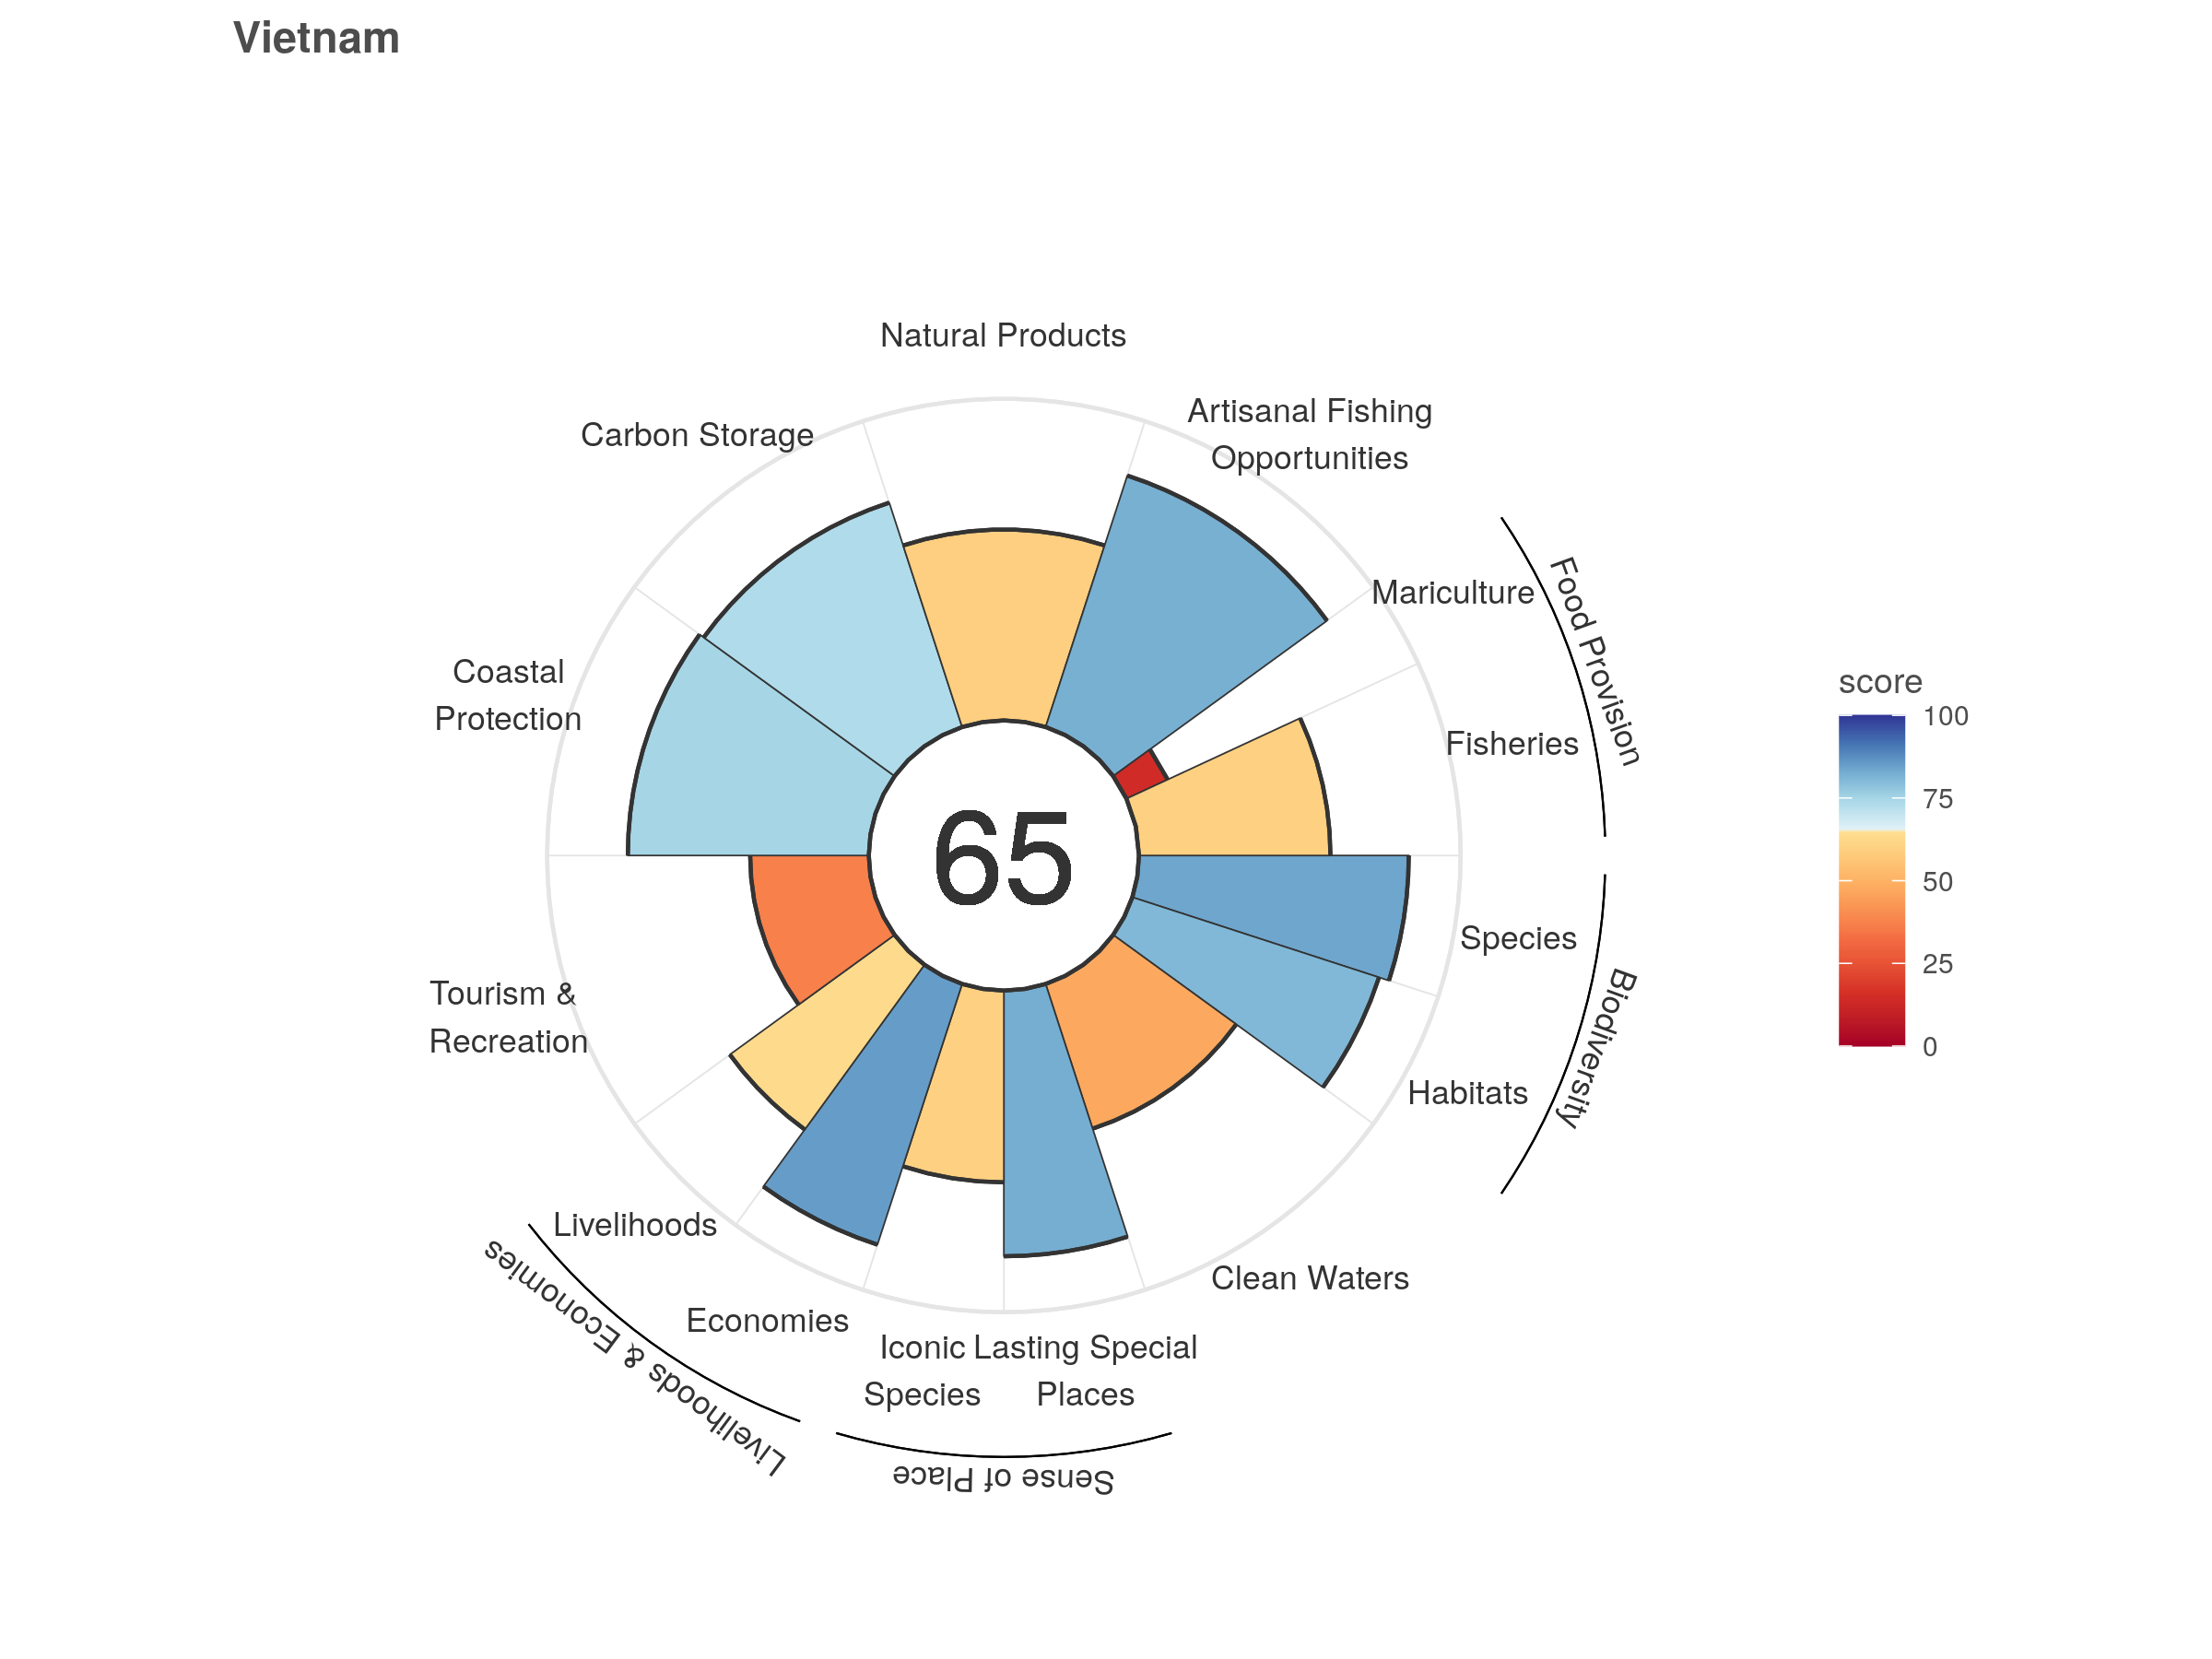 Vietnam
Natural Products
Artisanal Fishing
Opportunities
Carbon Storage
Mariculture
Food Provision
Coastal
Protection
Fisheries
score
100
75
50
25
0
65
Species
Biodiversity
Tourism &
Recreation
Habitats
Livelihoods
Clean Waters
Economies
Livelihoods & Economies
Iconic
Species
Lasting Special
Places
Sense of Place